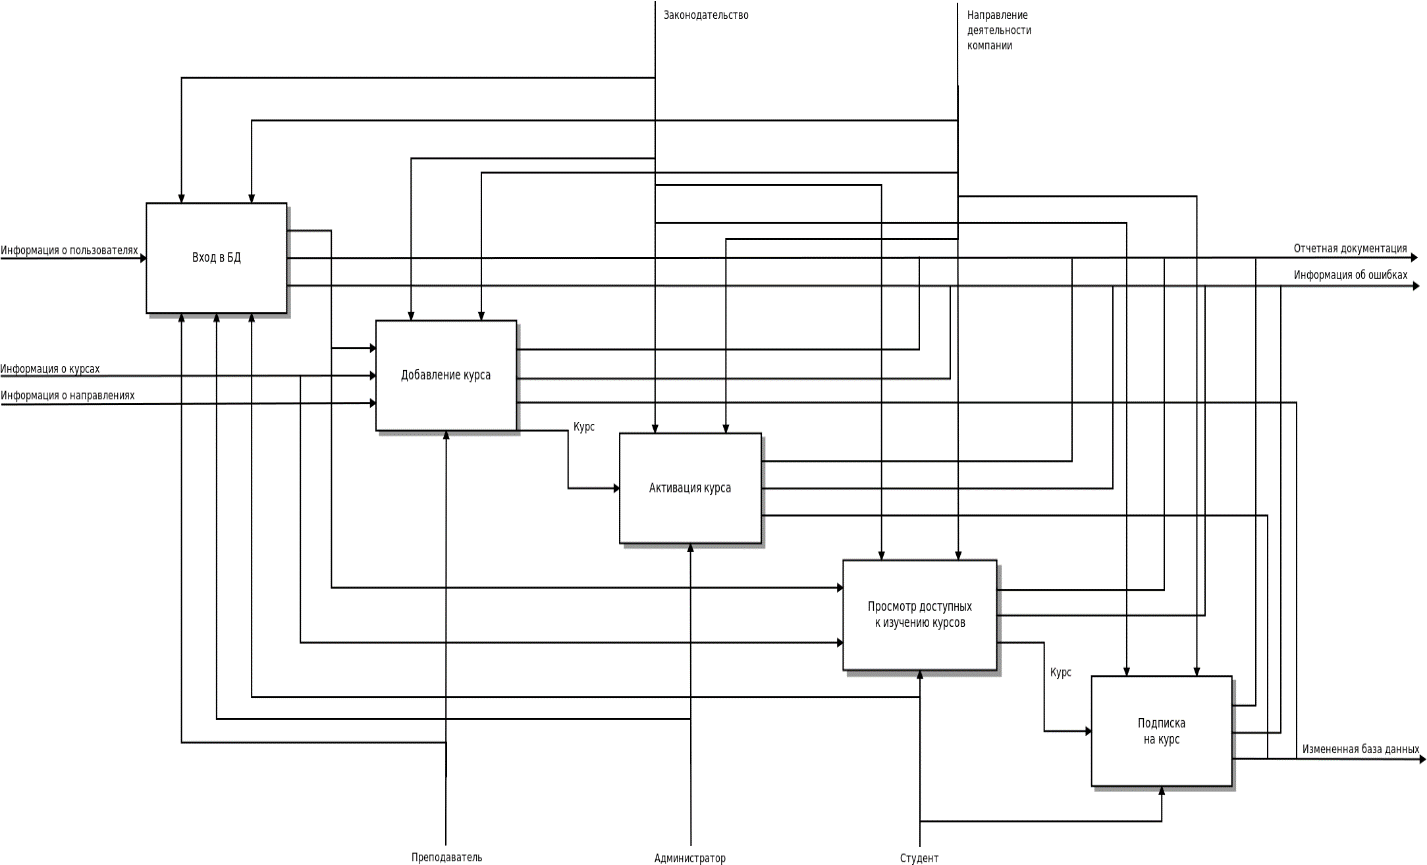 Законодательство
Направление
деятельности
компании
Информация о пользователях
Вход в БД
Отчетная документация
Информация об ошибках
Информация о курсах
Добавление курса
Информация о направлениях
Курс
Активация курса
Просмотр доступных
к изучению курсов
Курс
Подписка
на курс
Измененная база данных
Преподаватель
Администратор
Студент